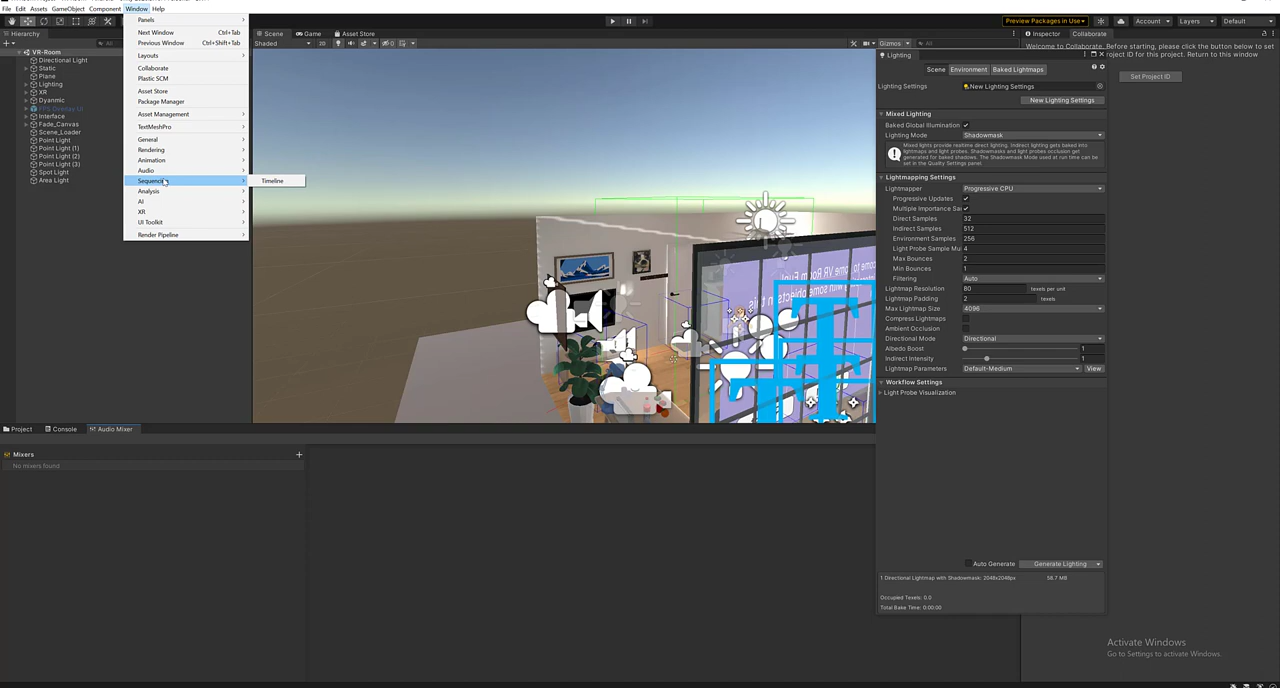 File Edit Assets GameObject Component Window Help
Preview Packages in Use
Account
Layers
Default
Hierarchy
All
VR-Room
Directional Light
Static
Plane
Lighting
XR
Dyanmic
FPS Overlay UI
Interface
Fade_Canvas
Scene_Loader
Point Light
Point Light (1)
Point Light (2)
Point Light (3)
Spot Light
Area Light
Panels
Next Window Ctrl+Tab
Previous Window Ctrl+Shift+Tab
Layouts
Collaborate
Plastic SCM
Asset Store
Package Manager
Asset Management
TextMeshPro
General
Rendering
Animation
Audio
Sequencing
Timeline
Analysis
AI
XR
UI Toolkit
Render Pipeline
Scene Game Asset Store
Shaded 2D
Gizmos All
Lighting
Scene Environment Baked Lightmaps
Lighting Settings New Lighting Settings
New Lighting Settings
Mixed Lighting
Baked Global Illumination
Lighting Mode Shadowmask
Mixed lights provide realtime direct lighting. Indirect lighting gets baked into
lightmaps and light probes. Shadowmasks and light probes occlusion get
generated for baked shadows. The Shadowmask Mode used at run time can be
set in the Quality Settings panel.
Lightmapping Settings
Lightmapper Progressive CPU
Progressive Updates
Multiple Importance Sa
Direct Samples 32
Indirect Samples 512
Environment Samples 256
Light Probe Sample Mul 4
Max Bounces 2
Min Bounces 1
Filtering Auto
Lightmap Resolution 80 texels per unit
Lightmap Padding 2 texels
Max Lightmap Size 4096
Compress Lightmaps
Ambient Occlusion
Directional Mode Directional
Albedo Boost 1
Indirect Intensity 1
Lightmap Parameters Default-Medium View
Workflow Settings
Light Probe Visualization
Auto Generate Generate Lighting
1 Directional Lightmap with Shadowmask: 2048x2048px 58.7 MB
Occupied Texels: 0.0
Total Bake Time: 0:00:00
Inspector Collaborate
Welcome to Collaborate. Before starting, please click the button below to set
roject ID for this project. Return to this window
Set Project ID
Project Console Audio Mixer
Mixers
No mixers found
Activate Windows
Go to Settings to activate Windows.